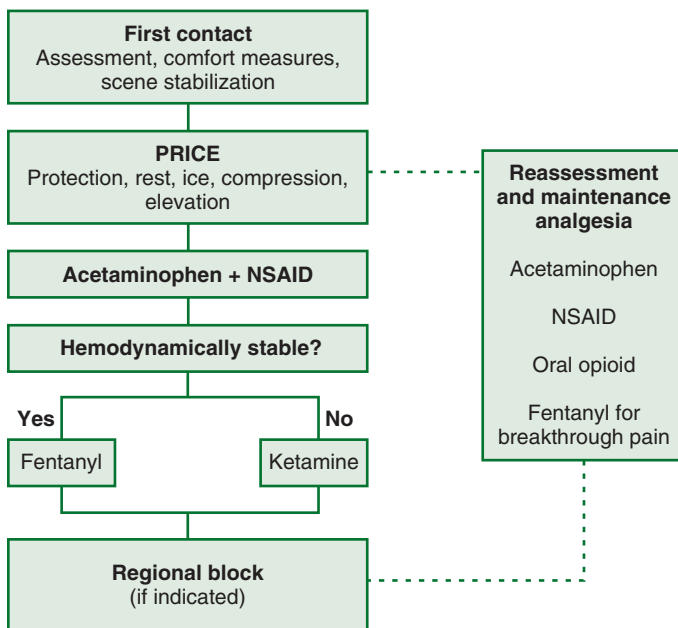 First contact
Assessment, comfort measures,
scene stabilization
PRICE
Protection, rest, ice, compression,
elevation
Acetaminophen + NSAID
Hemodynamically stable?
Yes
No
Fentanyl
Ketamine
Regional block
(if indicated)
Reassessment
and maintenance
analgesia
Acetaminophen
NSAID
Oral opioid
Fentanyl for
breakthrough pain